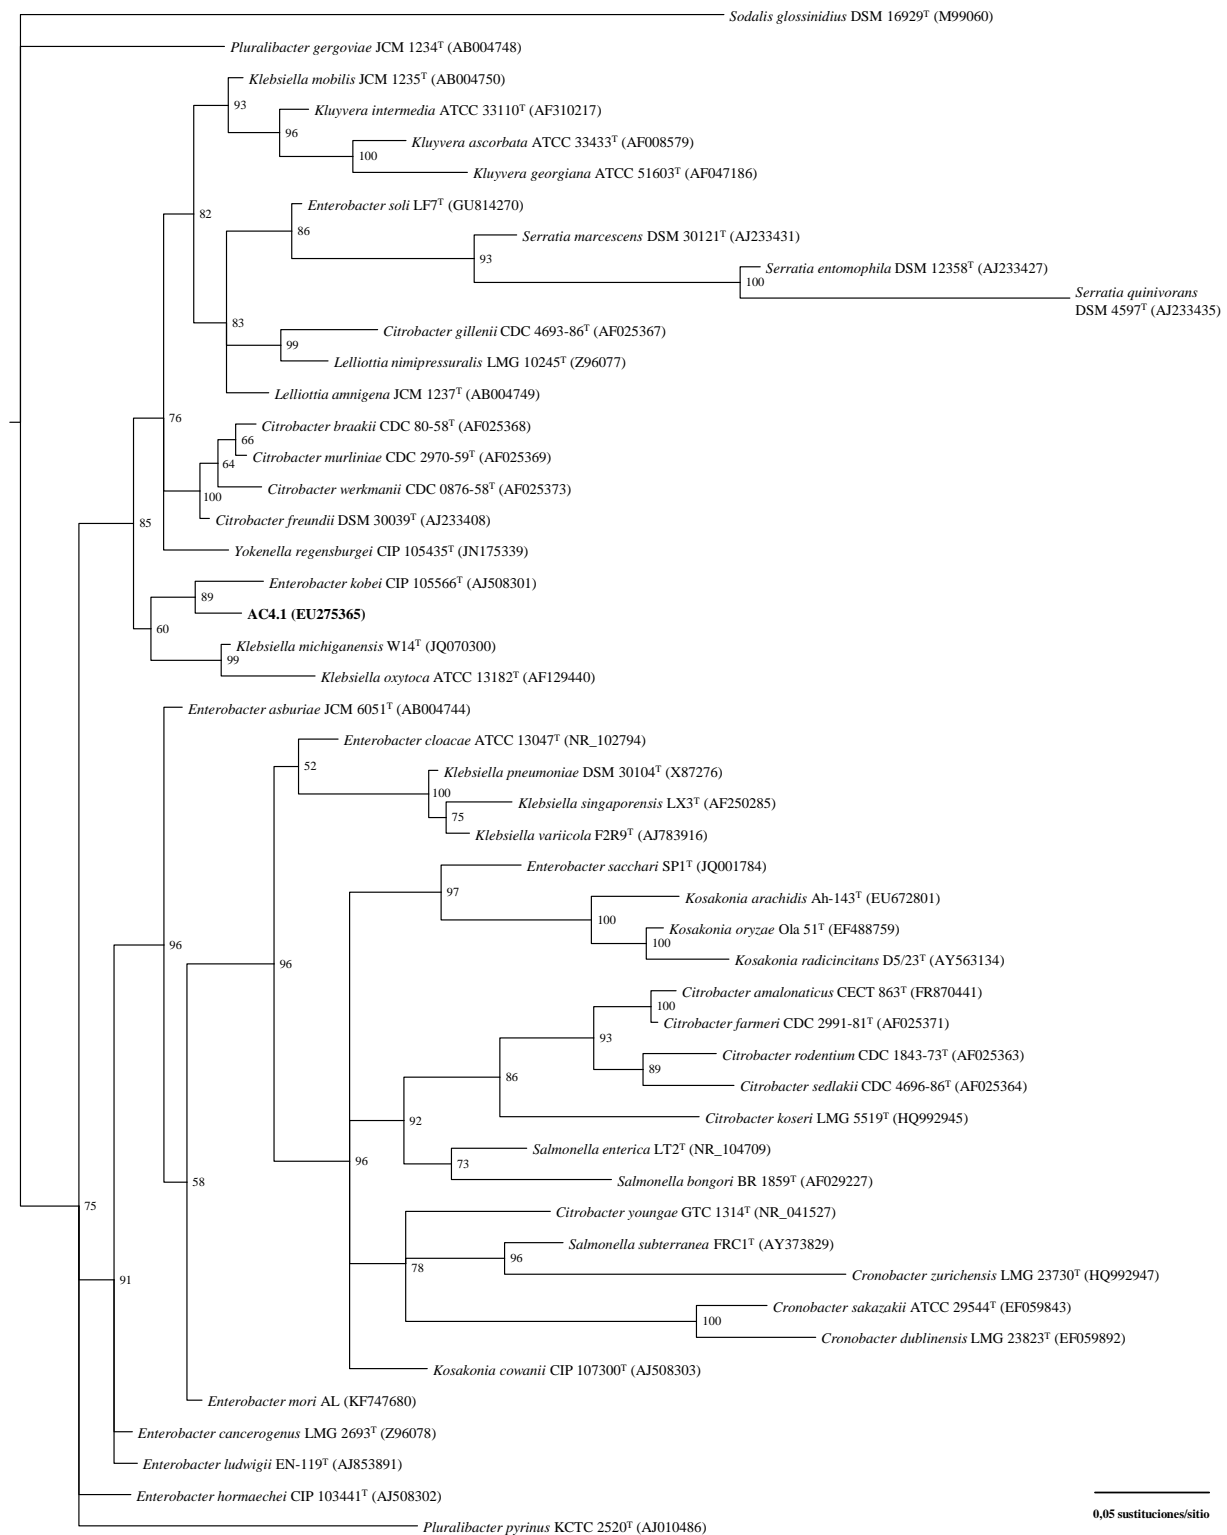 Sodalis glossinidius DSM 16929ᵀ (M99060)
Pluralibacter gergoviae JCM 1234ᵀ (AB004748)
Klebsiella mobilis JCM 1235ᵀ (AB004750)
93
Kluyvera intermedia ATCC 33110ᵀ (AF310217)
96
Kluyvera ascorbata ATCC 33433ᵀ (AF008579)
100
Kluyvera georgiana ATCC 51603ᵀ (AF047186)
Enterobacter soli LF7ᵀ (GU814270)
82
86
Serratia marcescens DSM 30121ᵀ (AJ233431)
93
Serratia entomophila DSM 12358ᵀ (AJ233427)
100
Serratia quinivorans
DSM 4597ᵀ (AJ233435)
83
Citrobacter gillenii CDC 4693-86ᵀ (AF025367)
99
Lelliottia nimipressuralis LMG 10245ᵀ (Z96077)
Lelliottia amnigena JCM 1237ᵀ (AB004749)
76
Citrobacter braakii CDC 80-58ᵀ (AF025368)
66
Citrobacter murliniae CDC 2970-59ᵀ (AF025369)
64
Citrobacter werkmanii CDC 0876-58ᵀ (AF025373)
100
Citrobacter freundii DSM 30039ᵀ (AJ233408)
85
Yokenella regensburgei CIP 105435ᵀ (JN175339)
Enterobacter kobei CIP 105566ᵀ (AJ508301)
89
AC4.1 (EU275365)
60
Klebsiella michiganensis W14ᵀ (JQ070300)
99
Klebsiella oxytoca ATCC 13182ᵀ (AF129440)
Enterobacter asburiae JCM 6051ᵀ (AB004744)
Enterobacter cloacae ATCC 13047ᵀ (NR_102794)
52
Klebsiella pneumoniae DSM 30104ᵀ (X87276)
100
Klebsiella singaporensis LX3ᵀ (AF250285)
75
Klebsiella variicola F2R9ᵀ (AJ783916)
Enterobacter sacchari SP1ᵀ (JQ001784)
97
Kosakonia arachidis Ah-143ᵀ (EU672801)
100
Kosakonia oryzae Ola 51ᵀ (EF488759)
100
Kosakonia radicincitans D5/23ᵀ (AY563134)
96
96
Citrobacter amalonaticus CECT 863ᵀ (FR870441)
100
Citrobacter farmeri CDC 2991-81ᵀ (AF025371)
93
Citrobacter rodentium CDC 1843-73ᵀ (AF025363)
89
Citrobacter sedlakii CDC 4696-86ᵀ (AF025364)
86
Citrobacter koseri LMG 5519ᵀ (HQ992945)
92
Salmonella enterica LT2ᵀ (NR_104709)
96
73
Salmonella bongori BR 1859ᵀ (AF029227)
58
75
Citrobacter youngae GTC 1314ᵀ (NR_041527)
Salmonella subterranea FRC1ᵀ (AY373829)
96
78
Cronobacter zurichensis LMG 23730ᵀ (HQ992947)
91
Cronobacter sakazakii ATCC 29544ᵀ (EF059843)
100
Cronobacter dublinensis LMG 23823ᵀ (EF059892)
Kosakonia cowanii CIP 107300ᵀ (AJ508303)
Enterobacter mori AL (KF747680)
Enterobacter cancerogenus LMG 2693ᵀ (Z96078)
Enterobacter ludwigii EN-119ᵀ (AJ853891)
Enterobacter hormaechei CIP 103441ᵀ (AJ508302)
0,05 sustituciones/sitio
Pluralibacter pyrinus KCTC 2520ᵀ (AJ010486)